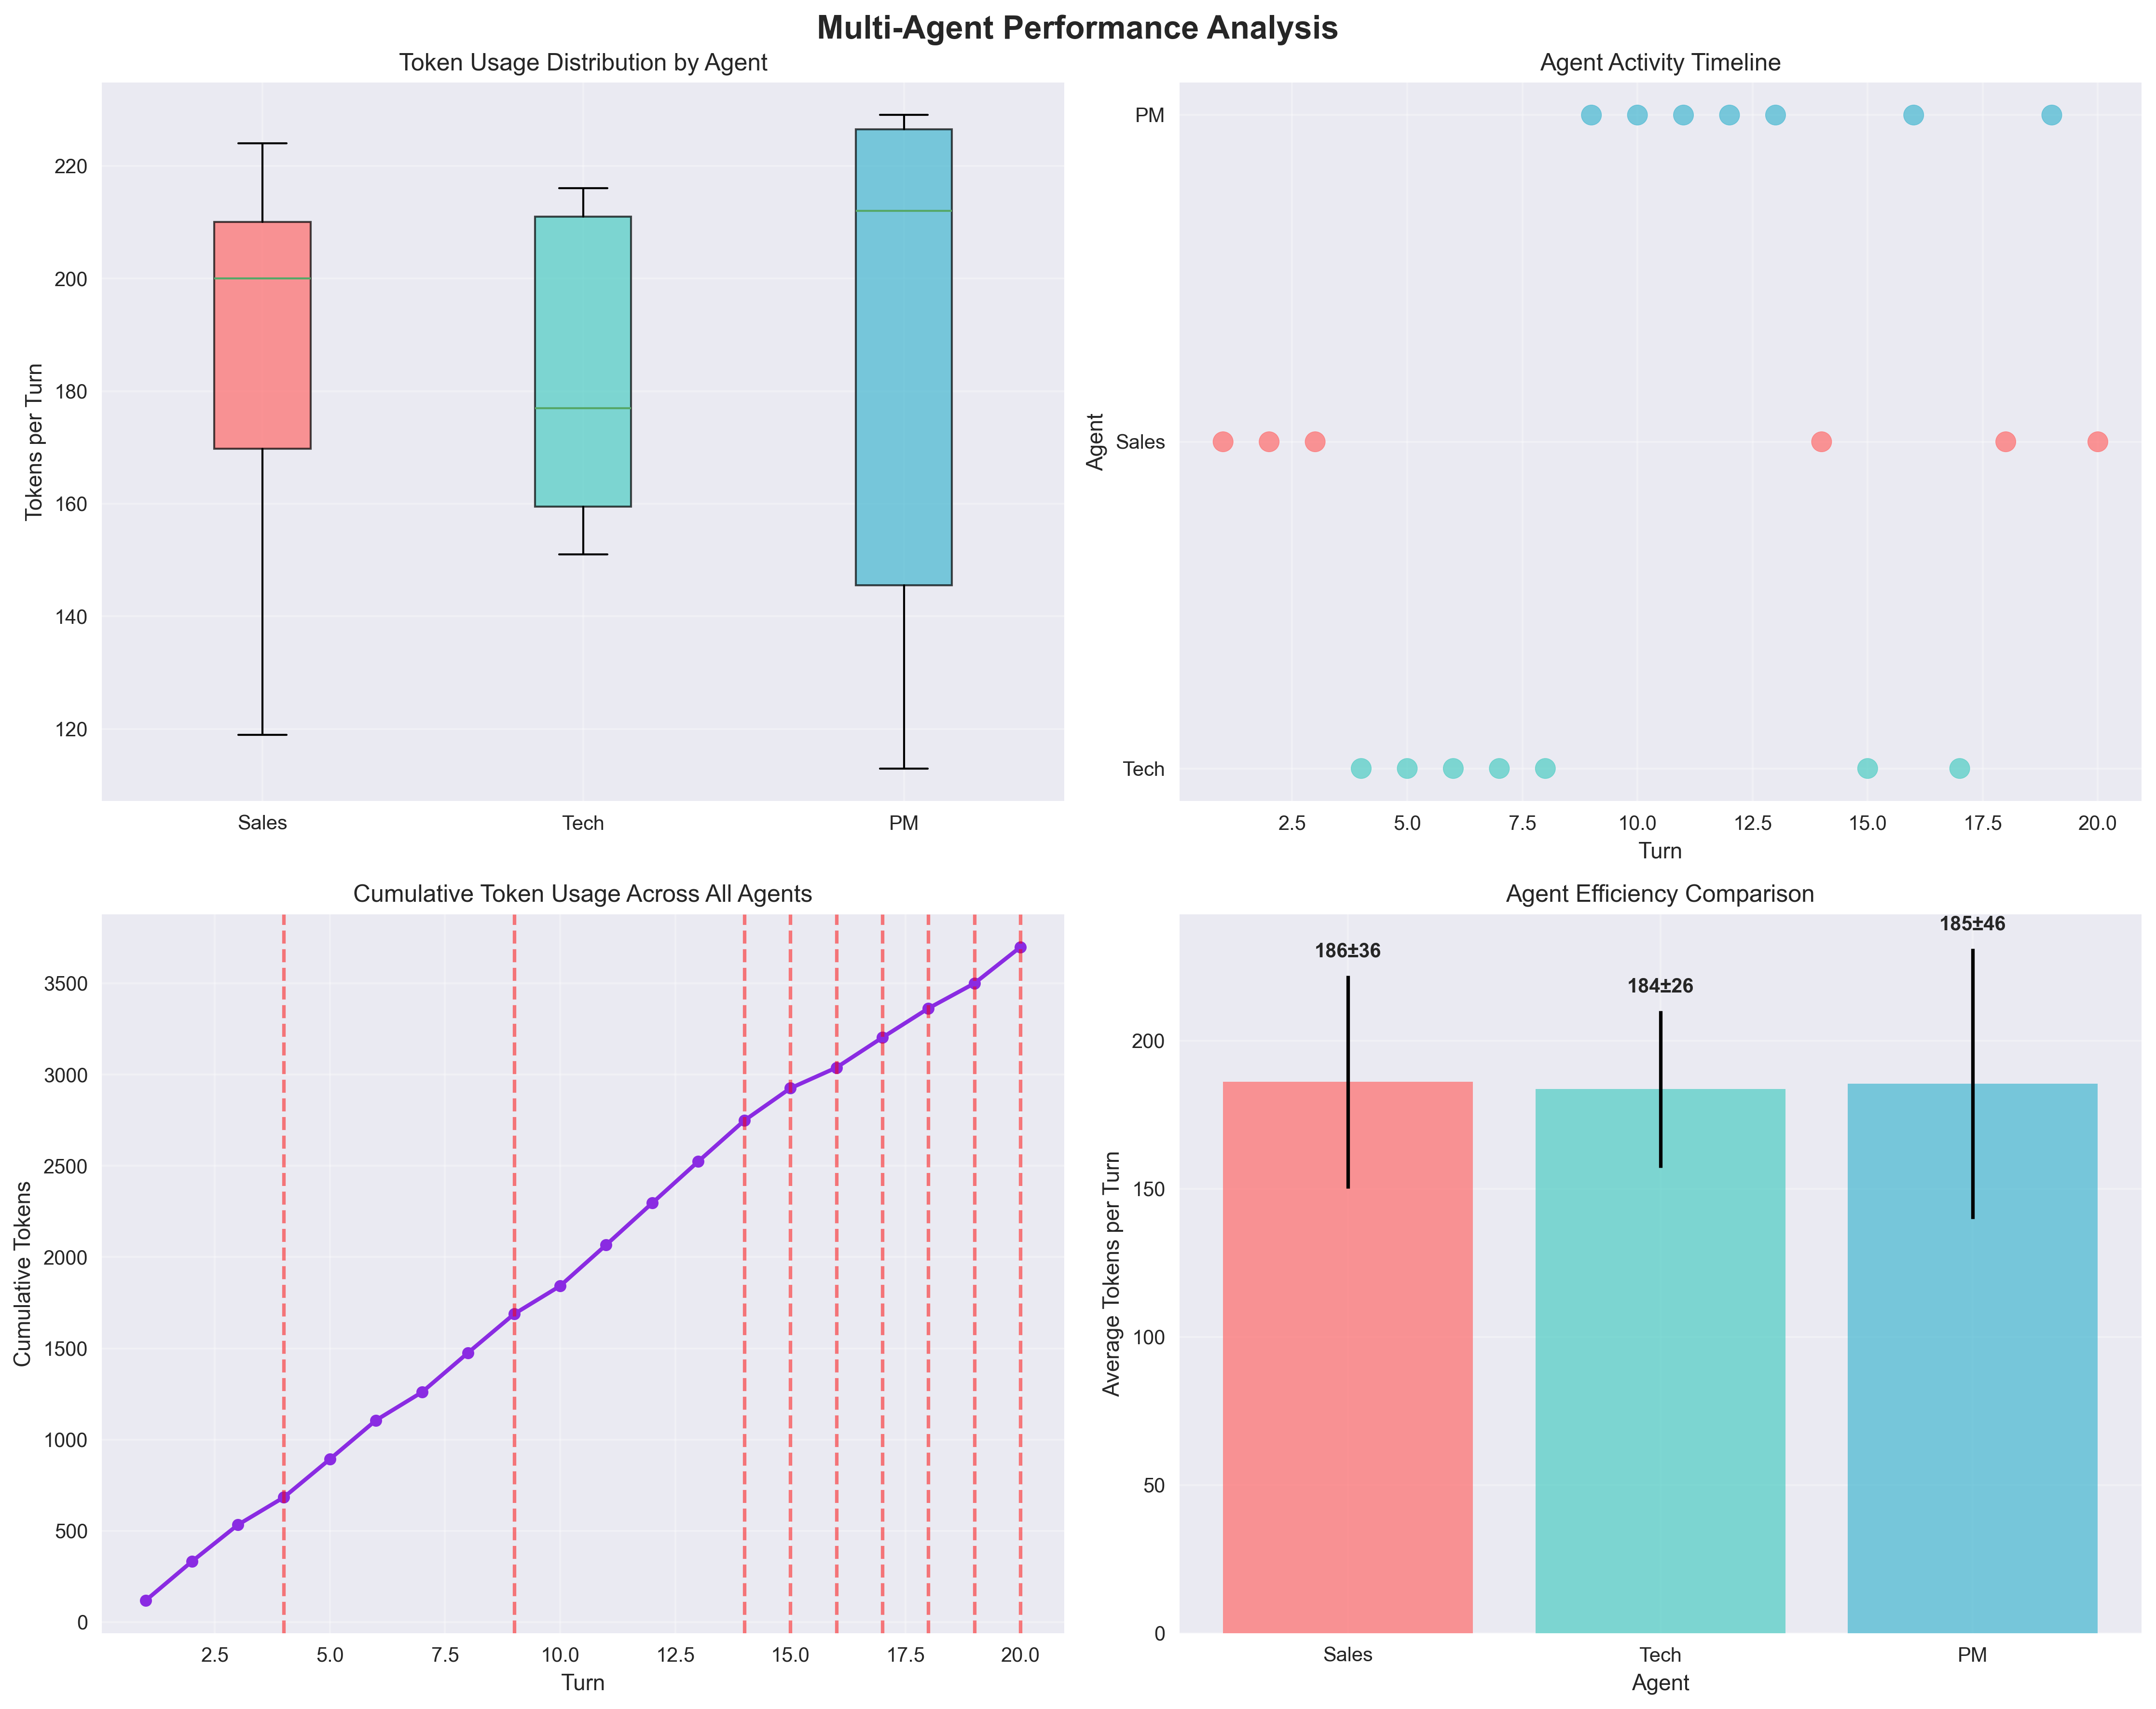 Multi-Agent Performance Analysis
Token Usage Distribution by Agent
Tokens per Turn
220
200
180
160
140
120
Sales Tech PM
Agent Activity Timeline
Agent
PM
Sales
Tech
2.5 5.0 7.5 10.0 12.5 15.0 17.5 20.0
Turn
Cumulative Token Usage Across All Agents
Cumulative Tokens
3500
3000
2500
2000
1500
1000
500
0
2.5 5.0 7.5 10.0 12.5 15.0 17.5 20.0
Turn
Agent Efficiency Comparison
Average Tokens per Turn
186±36 184±26 185±46
200
150
100
50
0
Sales Tech PM
Agent